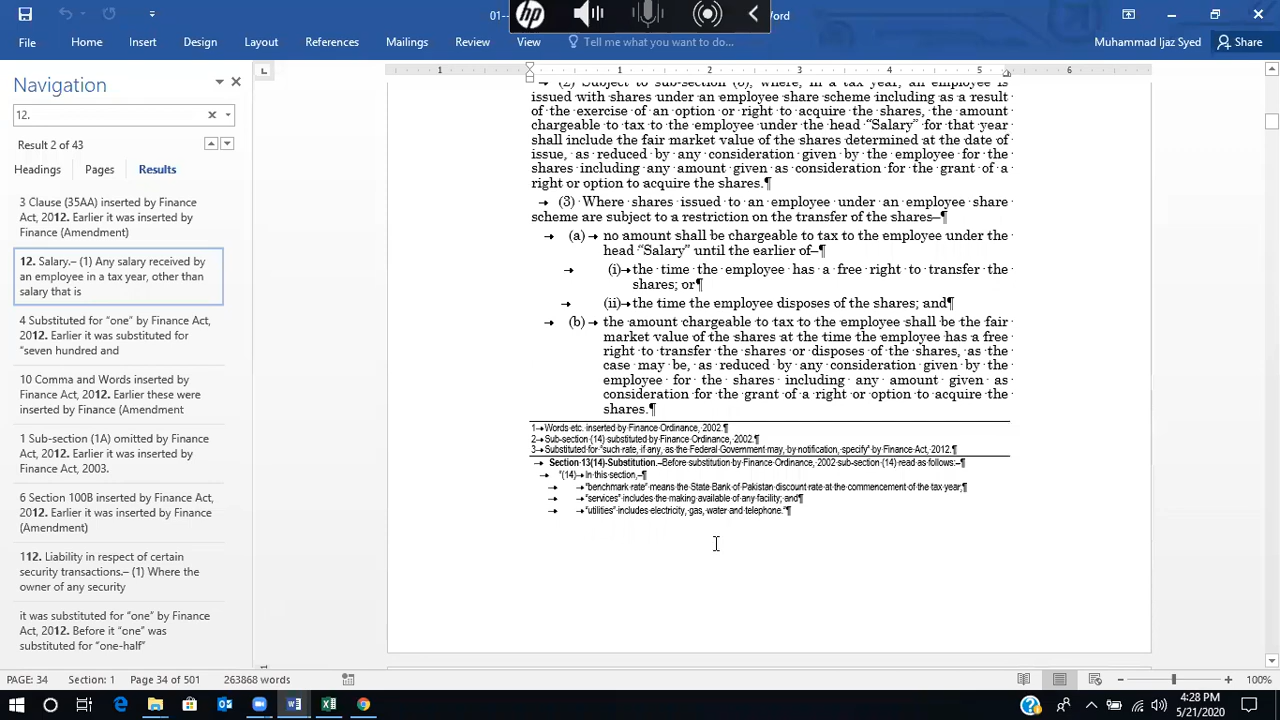 01--
Word
hp
File
Home
Insert
Design
Layout
References
Mailings
Review
View
Tell me what you want to do...
Muhammad Ijaz Syed
Share
Navigation
12.
Result 2 of 43
Headings
Pages
Results
3 Clause (35AA) inserted by Finance
Act, 2012. Earlier it was inserted by
Finance (Amendment)
12. Salary.– (1) Any salary received by
an employee in a tax year, other than
salary that is
4 Substituted for “one” by Finance Act,
2012. Earlier it was substituted for
“seven hundred and
10 Comma and Words inserted by
Finance Act, 2012. Earlier these were
inserted by Finance (Amendment
1 Sub-section (1A) omitted by Finance
Act, 2012. Earlier it was omitted by
Finance Act, 2003.
6 Section 100B inserted by Finance Act,
2012. Earlier it was inserted by Finance
(Amendment)
112. Liability in respect of certain
security transactions.– (1) Where the
owner of any security
it was substituted for “one” by Finance
Act, 2012. Before it “one” was
substituted for “one-half”
1 1 2 3 4 5 6
(2) Subject to sub-section (3), where, in a tax year, an employee is
issued with shares under an employee share scheme including as a result
of the exercise of an option or right to acquire the shares, the amount
chargeable to tax to the employee under the head “Salary” for that year
shall include the fair market value of the shares determined at the date of
issue, as reduced by any consideration given by the employee for the
shares including any amount given as consideration for the grant of a
right or option to acquire the shares.¶
(3) Where shares issued to an employee under an employee share
scheme are subject to a restriction on the transfer of the shares–¶
(a) no amount shall be chargeable to tax to the employee under the
head “Salary” until the earlier of–¶
(i) the time the employee has a free right to transfer the
shares; or¶
(ii) the time the employee disposes of the shares; and¶
(b) the amount chargeable to tax to the employee shall be the fair
market value of the shares at the time the employee has a free
right to transfer the shares or disposes of the shares, as the
case may be, as reduced by any consideration given by the
employee for the shares including any amount given as
consideration for the grant of a right or option to acquire the
shares.¶
1 Words etc. inserted by Finance Ordinance, 2002.¶
2 Sub-section (14) substituted by Finance Ordinance, 2002.¶
3 Substituted for “such rate, if any, as the Federal Government may, by notification, specify” by Finance Act, 2012.¶
Section 13(14) Substitution.–Before substitution by Finance Ordinance, 2002 sub-section (14) read as follows:–¶
“(14) In this section,–¶
“benchmark rate” means the State Bank of Pakistan discount rate at the commencement of the tax year;¶
“services” includes the making available of any facility; and¶
“utilities” includes electricity, gas, water and telephone.”¶
PAGE: 34
Section: 1
Page 34 of 501
263868 words
100%
4:28 PM
5/21/2020